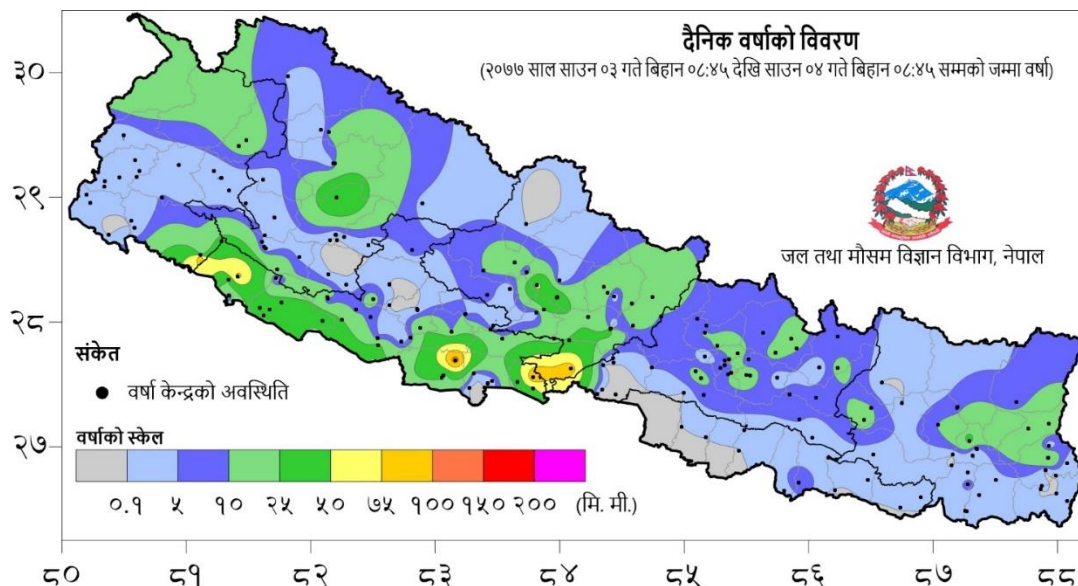 दैनिक वर्षाको विवरण
(२०७७ साल साउन ०३ गते बिहान ०८:४५ देखि साउन ०४ गते बिहान ०८:४५ सम्मको जम्मा वर्षा)
३०
२९
जल तथा मौसम विज्ञान विभाग, नेपाल
२८
संकेत
वर्षा केन्द्रको अवस्थिति
२७
वर्षाको स्केल
०.१ ५ १० २५ ५० ७५ १०० १५० २०० (मि. मी.)
८० ८१ ८२ ८३ ८४ ८५ ८६ ८७ ८८